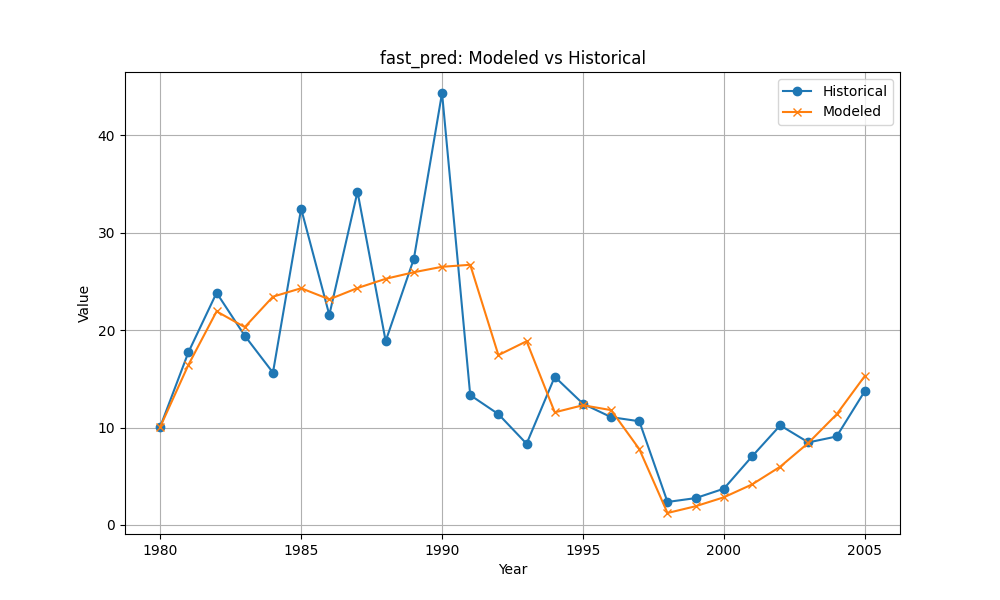 fast_pred: Modeled vs Historical
Historical
Modeled
Value
40
30
20
10
0
1980
1985
1990
1995
2000
2005
Year